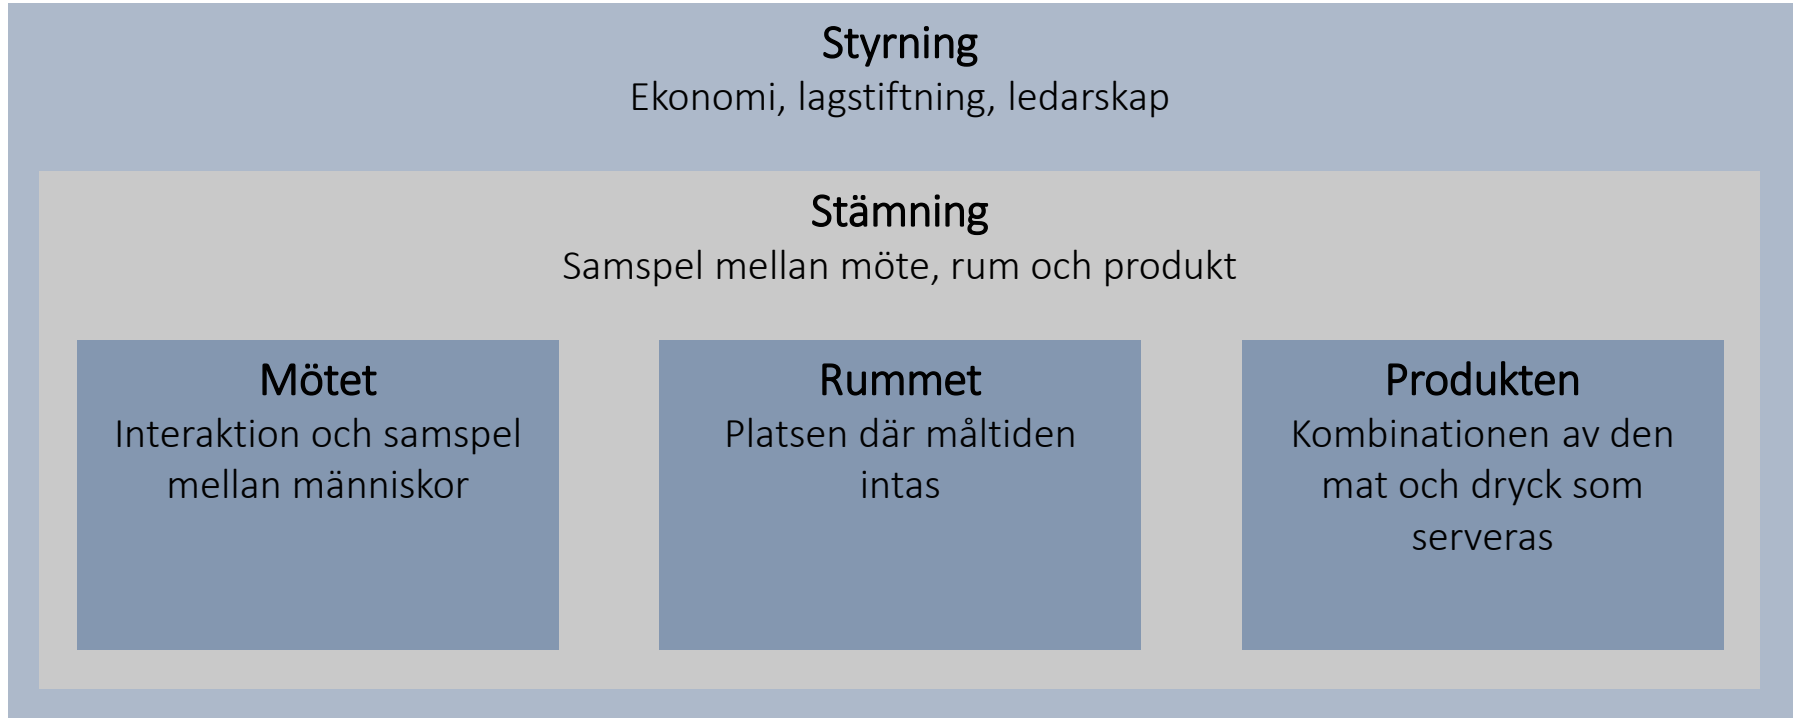 Styrning
Ekonomi, lagstiftning, ledarskap
Stämning
Samspel mellan möte, rum och produkt
Mötet
Interaktion och samspel
mellan människor
Rummet
Platsen där måltiden
intas
Produkten
Kombinationen av den
mat och dryck som
serveras